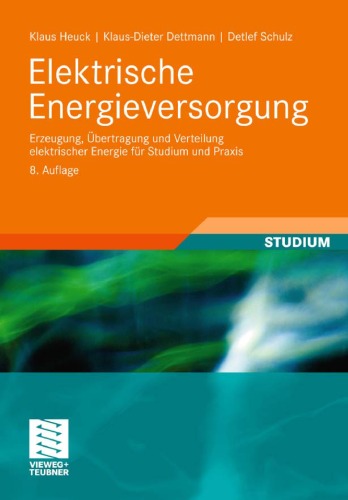 Klaus Heuck | Klaus-Dieter Dettmann | Detlef Schulz
Elektrische
Energieversorgung
Erzeugung, Übertragung und Verteilung
elektrischer Energie für Studium und Praxis
8. Auflage
STUDIUM
VIEWEG+
TEUBNER